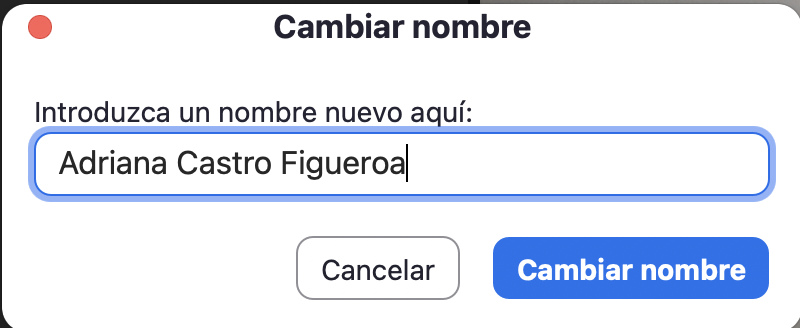 Cambiar nombre
Introduzca un nombre nuevo aquí:
Adriana Castro Figueroa
Cancelar
Cambiar nombre